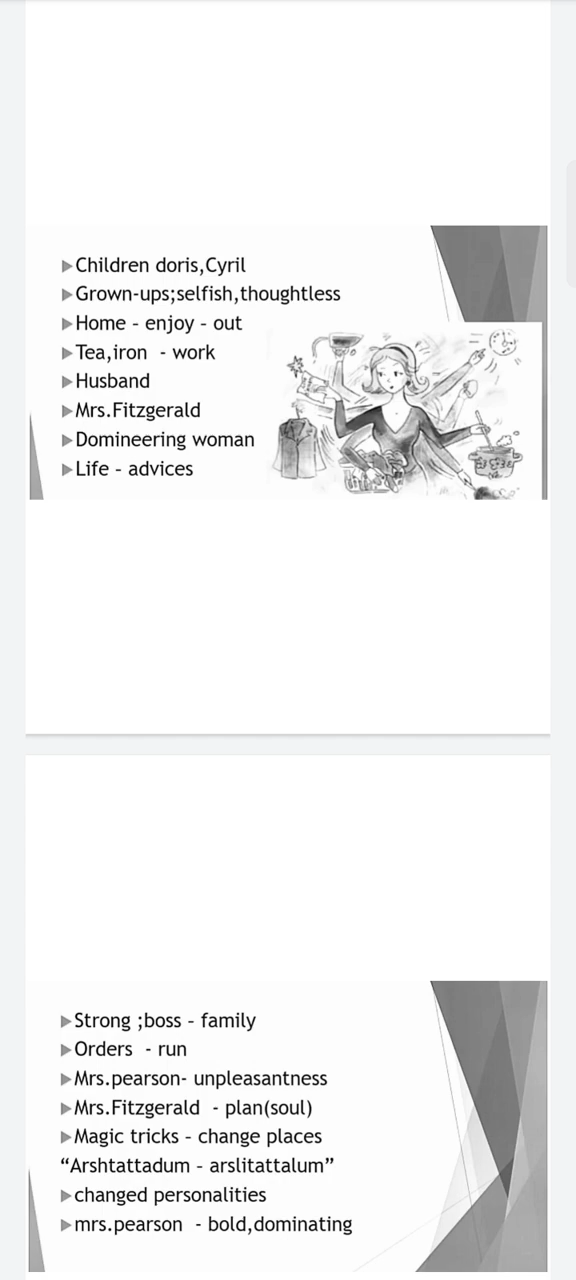 Children doris,Cyril
Grown-ups;selfish,thoughtless
Home - enjoy - out
Tea,iron - work
Husband
Mrs.Fitzgerald
Domineering woman
Life - advices
Strong ;boss - family
Orders - run
Mrs.pearson- unpleasantness
Mrs.Fitzgerald - plan(soul)
Magic tricks - change places
“Arshtattadum - arslitattalum”
changed personalities
mrs.pearson - bold,dominating